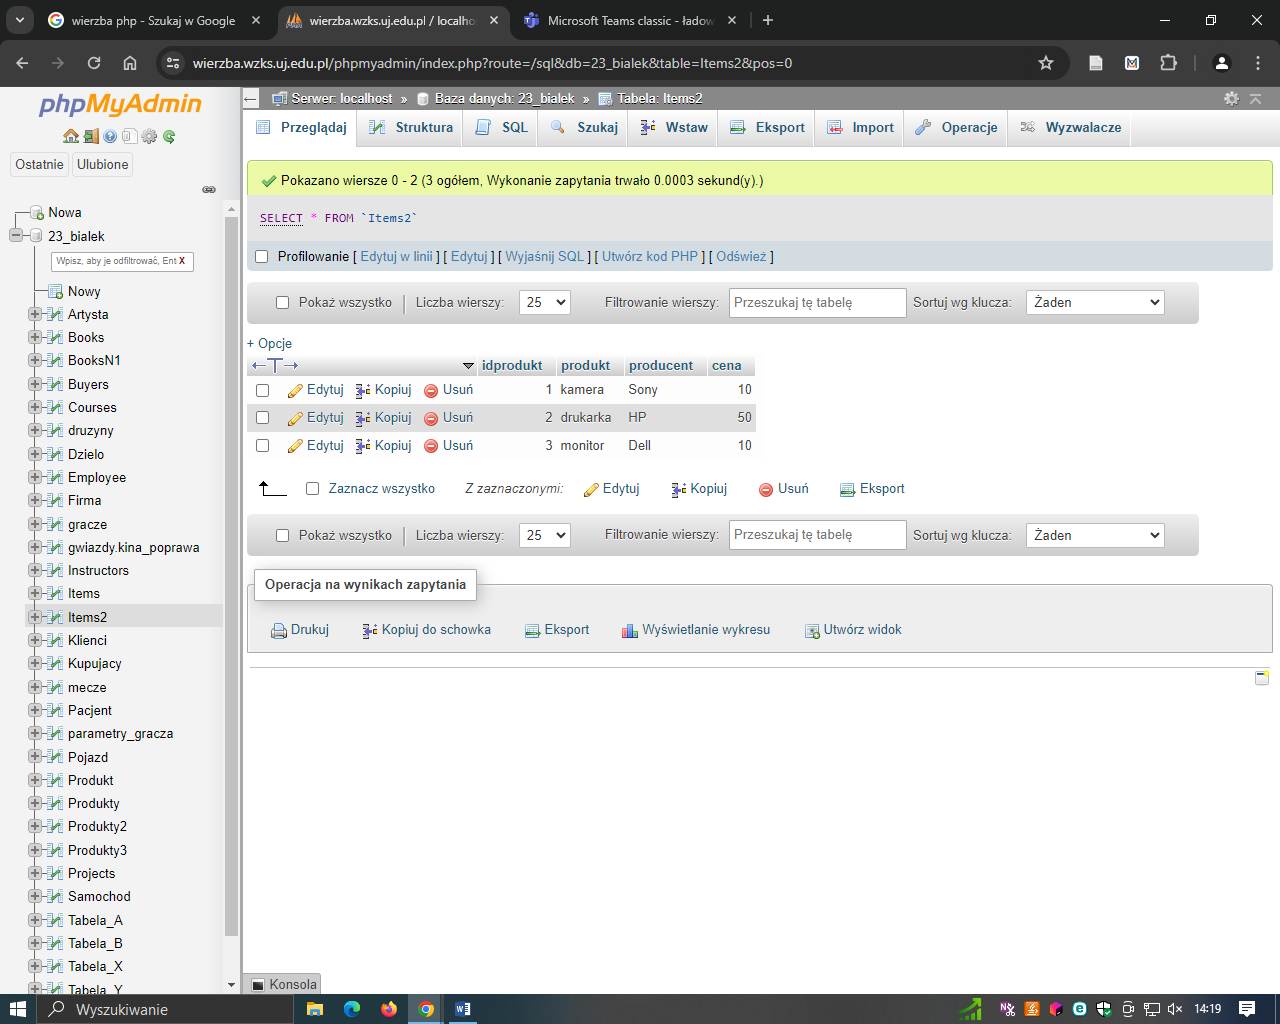 wierzba php - Szukaj w Google
wierzba.wzks.uj.edu.pl / localho
Microsoft Teams classic - ładow
wierzba.wzks.uj.edu.pl/phpmyadmin/index.php?route=/sql&db=23_bialek&table=Items2&pos=0
phpMyAdmin
Ostatnie Ulubione
Nowa
23_bialek
Wpisz, aby je odfiltrować, Ent X
Nowy
Artysta
Books
BooksN1
Buyers
Courses
druzyny
Dzielo
Employee
Firma
gracze
gwiazdy.kina_poprawa
Instructors
Items
Items2
Klienci
Kupujacy
mecze
Pacjent
parametry_gracza
Pojazd
Produkt
Produkty
Produkty2
Produkty3
Projects
Samochod
Tabela_A
Tabela_B
Tabela_X
Tabela_Y
Serwer: localhost » Baza danych: 23_bialek » Tabela: Items2
Przeglądaj Struktura SQL Szukaj Wstaw Eksport Import Operacje Wyzwalacze
Pokazano wiersze 0 - 2 (3 ogółem, Wykonanie zapytania trwało 0.0003 sekund(y).)
SELECT * FROM `Items2`
Profilowanie [ Edytuj w linii ] [ Edytuj ] [ Wyjaśnij SQL ] [ Utwórz kod PHP ] [ Odśwież ]
Pokaż wszystko Liczba wierszy: 25 Filtrowanie wierszy: Przeszukaj tę tabelę Sortuj wg klucza: Żaden
+ Opcje
←T→ idprodukt produkt producent cena
Edytuj Kopiuj Usuń 1 kamera Sony 10
Edytuj Kopiuj Usuń 2 drukarka HP 50
Edytuj Kopiuj Usuń 3 monitor Dell 10
Zaznacz wszystko Z zaznaczonymi: Edytuj Kopiuj Usuń Eksport
Pokaż wszystko Liczba wierszy: 25 Filtrowanie wierszy: Przeszukaj tę tabelę Sortuj wg klucza: Żaden
Operacja na wynikach zapytania
Drukuj Kopiuj do schowka Eksport Wyświetlanie wykresu Utwórz widok
Konsola
Wyszukiwanie
14:19